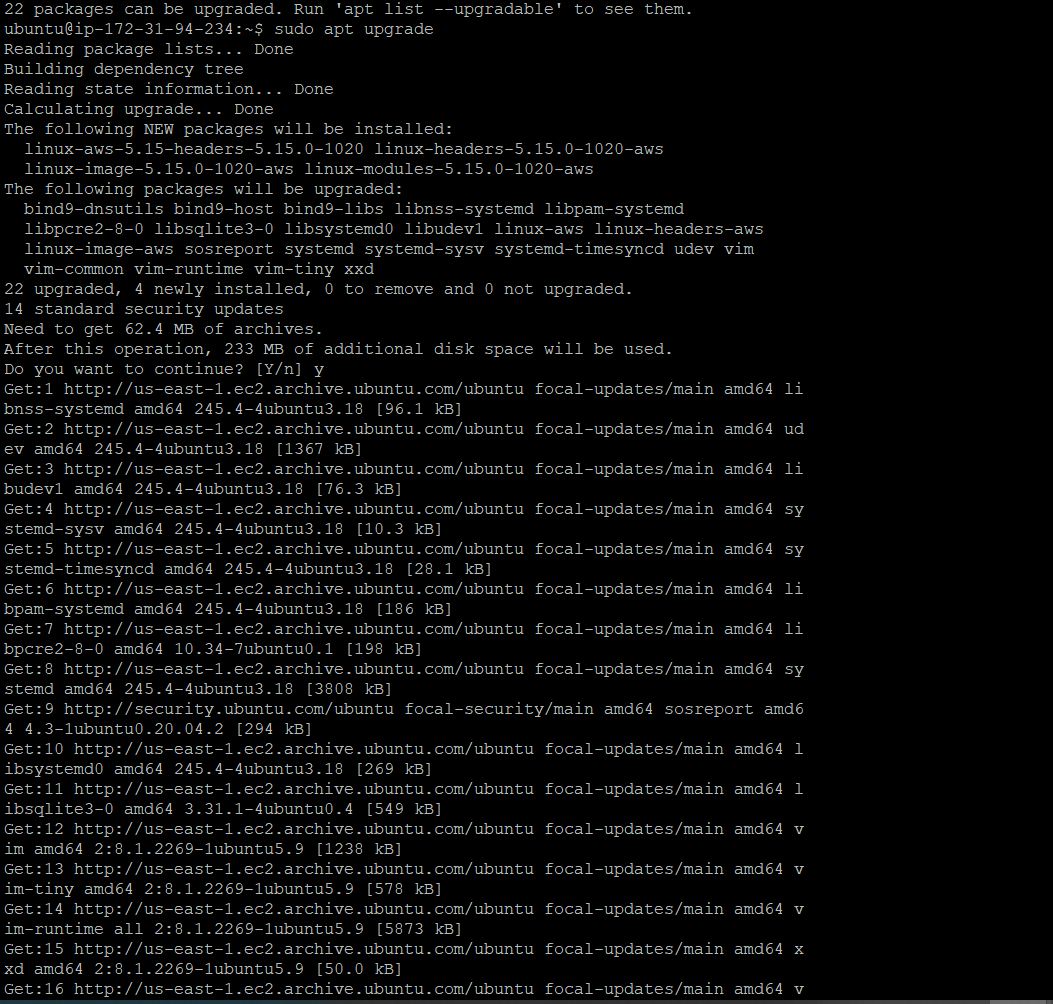 22 packages can be upgraded. Run 'apt list --upgradable' to see them.
ubuntu@ip-172-31-94-234:~$ sudo apt upgrade
Reading package lists... Done
Building dependency tree
Reading state information... Done
Calculating upgrade... Done
The following NEW packages will be installed:
  linux-aws-5.15-headers-5.15.0-1020 linux-headers-5.15.0-1020-aws
  linux-image-5.15.0-1020-aws linux-modules-5.15.0-1020-aws
The following packages will be upgraded:
  bind9-dnsutils bind9-host bind9-libs libnss-systemd libpam-systemd
  libpcre2-8-0 libsqlite3-0 libsystemd0 libudev1 linux-aws linux-headers-aws
  linux-image-aws sosreport systemd systemd-sysv systemd-timesyncd udev vim
  vim-common vim-runtime vim-tiny xxd
22 upgraded, 4 newly installed, 0 to remove and 0 not upgraded.
14 standard security updates
Need to get 62.4 MB of archives.
After this operation, 233 MB of additional disk space will be used.
Do you want to continue? [Y/n] y
Get:1 http://us-east-1.ec2.archive.ubuntu.com/ubuntu focal-updates/main amd64 li
bnss-systemd amd64 245.4-4ubuntu3.18 [96.1 kB]
Get:2 http://us-east-1.ec2.archive.ubuntu.com/ubuntu focal-updates/main amd64 ud
ev amd64 245.4-4ubuntu3.18 [1367 kB]
Get:3 http://us-east-1.ec2.archive.ubuntu.com/ubuntu focal-updates/main amd64 li
budev1 amd64 245.4-4ubuntu3.18 [76.3 kB]
Get:4 http://us-east-1.ec2.archive.ubuntu.com/ubuntu focal-updates/main amd64 sy
stemd-sysv amd64 245.4-4ubuntu3.18 [10.3 kB]
Get:5 http://us-east-1.ec2.archive.ubuntu.com/ubuntu focal-updates/main amd64 sy
stemd-timesyncd amd64 245.4-4ubuntu3.18 [28.1 kB]
Get:6 http://us-east-1.ec2.archive.ubuntu.com/ubuntu focal-updates/main amd64 li
bpam-systemd amd64 245.4-4ubuntu3.18 [186 kB]
Get:7 http://us-east-1.ec2.archive.ubuntu.com/ubuntu focal-updates/main amd64 li
bpcre2-8-0 amd64 10.34-7ubuntu0.1 [198 kB]
Get:8 http://us-east-1.ec2.archive.ubuntu.com/ubuntu focal-updates/main amd64 sy
stemd amd64 245.4-4ubuntu3.18 [3808 kB]
Get:9 http://security.ubuntu.com/ubuntu focal-security/main amd64 sosreport amd6
4 4.3-1ubuntu0.20.04.2 [294 kB]
Get:10 http://us-east-1.ec2.archive.ubuntu.com/ubuntu focal-updates/main amd64 l
ibsystemd0 amd64 245.4-4ubuntu3.18 [269 kB]
Get:11 http://us-east-1.ec2.archive.ubuntu.com/ubuntu focal-updates/main amd64 l
ibsqlite3-0 amd64 3.31.1-4ubuntu0.4 [549 kB]
Get:12 http://us-east-1.ec2.archive.ubuntu.com/ubuntu focal-updates/main amd64 v
im amd64 2:8.1.2269-1ubuntu5.9 [1238 kB]
Get:13 http://us-east-1.ec2.archive.ubuntu.com/ubuntu focal-updates/main amd64 v
im-tiny amd64 2:8.1.2269-1ubuntu5.9 [578 kB]
Get:14 http://us-east-1.ec2.archive.ubuntu.com/ubuntu focal-updates/main amd64 v
im-runtime all 2:8.1.2269-1ubuntu5.9 [5873 kB]
Get:15 http://us-east-1.ec2.archive.ubuntu.com/ubuntu focal-updates/main amd64 x
xd amd64 2:8.1.2269-1ubuntu5.9 [50.0 kB]
Get:16 http://us-east-1.ec2.archive.ubuntu.com/ubuntu focal-updates/main amd64 v